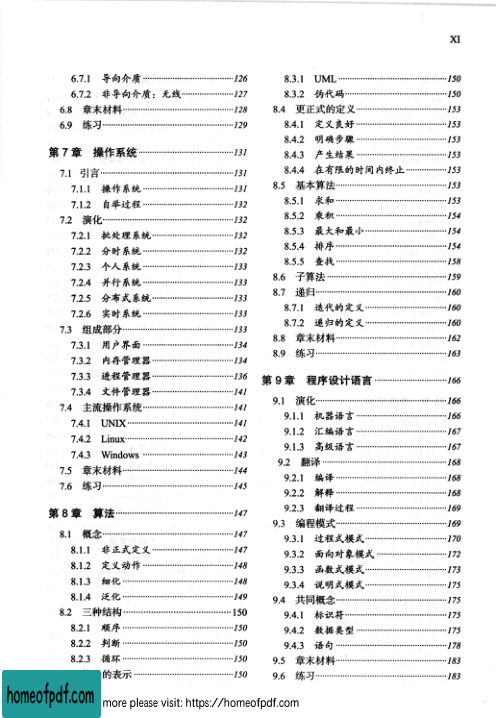 XI
6.7.1 导向介质 126
6.7.2 非导向介质：无线 127
6.8 章末材料 128
6.9 练习 129
第7章 操作系统 131
7.1 引言 131
7.1.1 操作系统 131
7.1.2 自举过程 132
7.2 演化 132
7.2.1 批处理系统 132
7.2.2 分时系统 132
7.2.3 个人系统 133
7.2.4 并行系统 133
7.2.5 分布式系统 133
7.2.6 实时系统 133
7.3 组成部分 133
7.3.1 用户界面 134
7.3.2 内存管理器 134
7.3.3 进程管理器 136
7.3.4 文件管理器 141
7.4 主流操作系统 141
7.4.1 UNIX 141
7.4.2 Linux 142
7.4.3 Windows 143
7.5 章末材料 144
7.6 练习 145
第8章 算法 147
8.1 概念 147
8.1.1 非正式定义 147
8.1.2 定义动作 148
8.1.3 细化 148
8.1.4 泛化 149
8.2 三种结构 150
8.2.1 顺序 150
8.2.2 判断 150
8.2.3 循环 150
的表示 150
8.3.1 UML 150
8.3.2 伪代码 150
8.4 更正式的定义 153
8.4.1 定义良好 153
8.4.2 明确步骤 153
8.4.3 产生结果 153
8.4.4 在有限的时间内终止 153
8.5 基本算法 153
8.5.1 求和 153
8.5.2 乘积 154
8.5.3 最大和最小 154
8.5.4 排序 154
8.5.5 查找 158
8.6 子算法 159
8.7 递归 160
8.7.1 迭代的定义 160
8.7.2 递归的定义 160
8.8 章末材料 162
8.9 练习 163
第9章 程序设计语言 166
9.1 演化 166
9.1.1 机器语言 166
9.1.2 汇编语言 167
9.1.3 高级语言 167
9.2 翻译 168
9.2.1 编译 168
9.2.2 解释 168
9.2.3 翻译过程 169
9.3 编程模式 169
9.3.1 过程式模式 170
9.3.2 面向对象模式 172
9.3.3 函数式模式 173
9.3.4 说明式模式 175
9.4 共同概念 175
9.4.1 标识符 175
9.4.2 数据类型 175
9.4.3 语句 178
9.5 章末材料 183
9.6 练习 183
homeofpdf.com
more please visit: https://homeofpdf.com